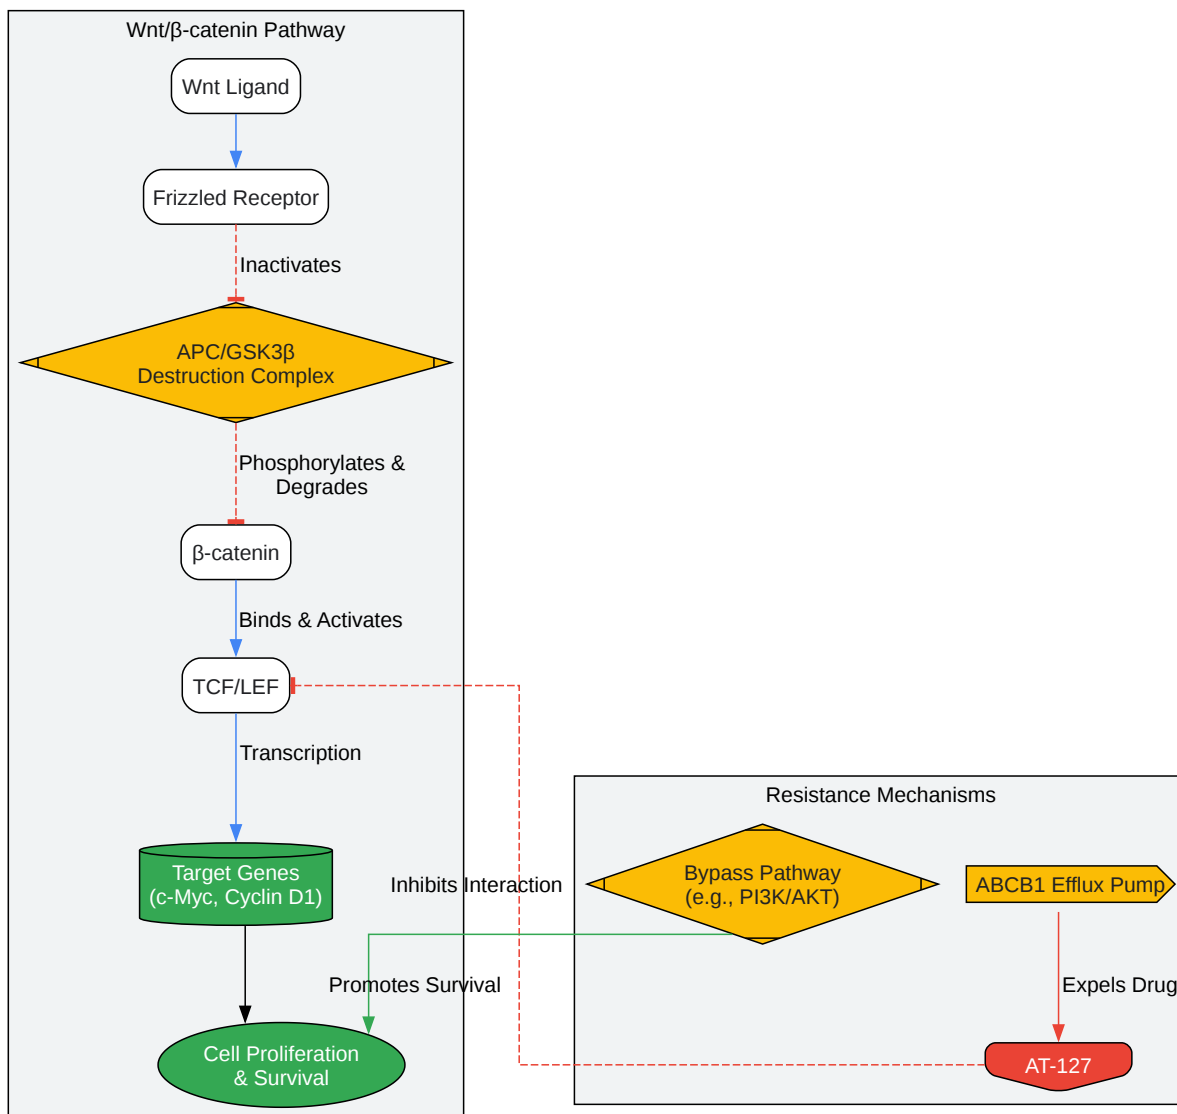 Wnt/β-catenin Pathway
Wnt Ligand
Frizzled Receptor
Inactivates
APC/GSK3β
Destruction Complex
Phosphorylates &
Degrades
β-catenin
Binds & Activates
TCF/LEF
Transcription
Target Genes
(c-Myc, Cyclin D1)
Inhibits Interaction
Promotes Survival
Cell Proliferation
& Survival
Resistance Mechanisms
Bypass Pathway
(e.g., PI3K/AKT)
ABCB1 Efflux Pump
Expels Drug
AT-127